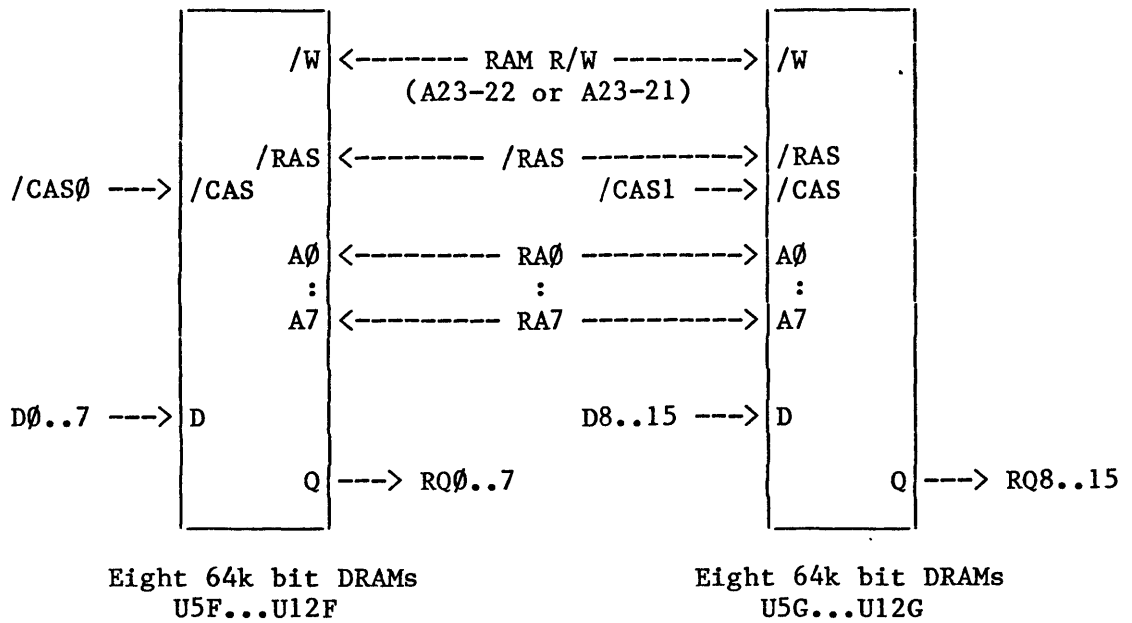 /W <------- RAM R/W --------> /W
(A23-22 or A23-21)
/RAS <-------- /RAS ----------> /RAS
/CASØ ---> /CAS /CAS1 ---> /CAS
AØ <--------- RAØ ----------> AØ
: : :
A7 <--------- RA7 ----------> A7
DØ..7 ---> D D8..15 ---> D
Q ---> RQØ..7 Q ---> RQ8..15
Eight 64k bit DRAMs Eight 64k bit DRAMs
U5F...U12F U5G...U12G